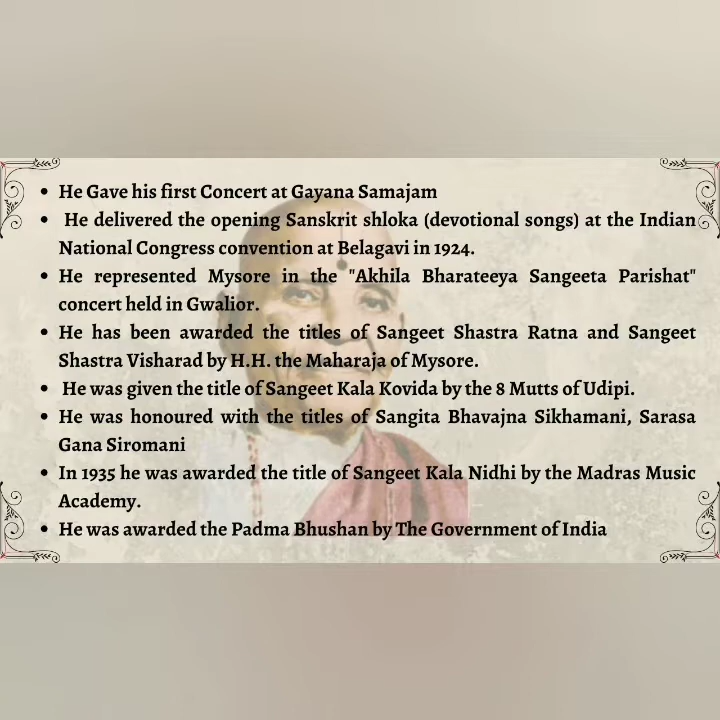 • He Gave his first Concert at Gayana Samajam
• He delivered the opening Sanskrit shloka (devotional songs) at the Indian
National Congress convention at Belagavi in 1924.
• He represented Mysore in the "Akhila Bharateeya Sangeeta Parishat"
concert held in Gwalior.
• He has been awarded the titles of Sangeet Shastra Ratna and Sangeet
Shastra Visharad by H.H. the Maharaja of Mysore.
• He was given the title of Sangeet Kala Kovida by the 8 Mutts of Udipi.
• He was honoured with the titles of Sangita Bhavajna Sikhamani, Sarasa
Gana Siromani
• In 1935 he was awarded the title of Sangeet Kala Nidhi by the Madras Music
Academy.
• He was awarded the Padma Bhushan by The Government of India